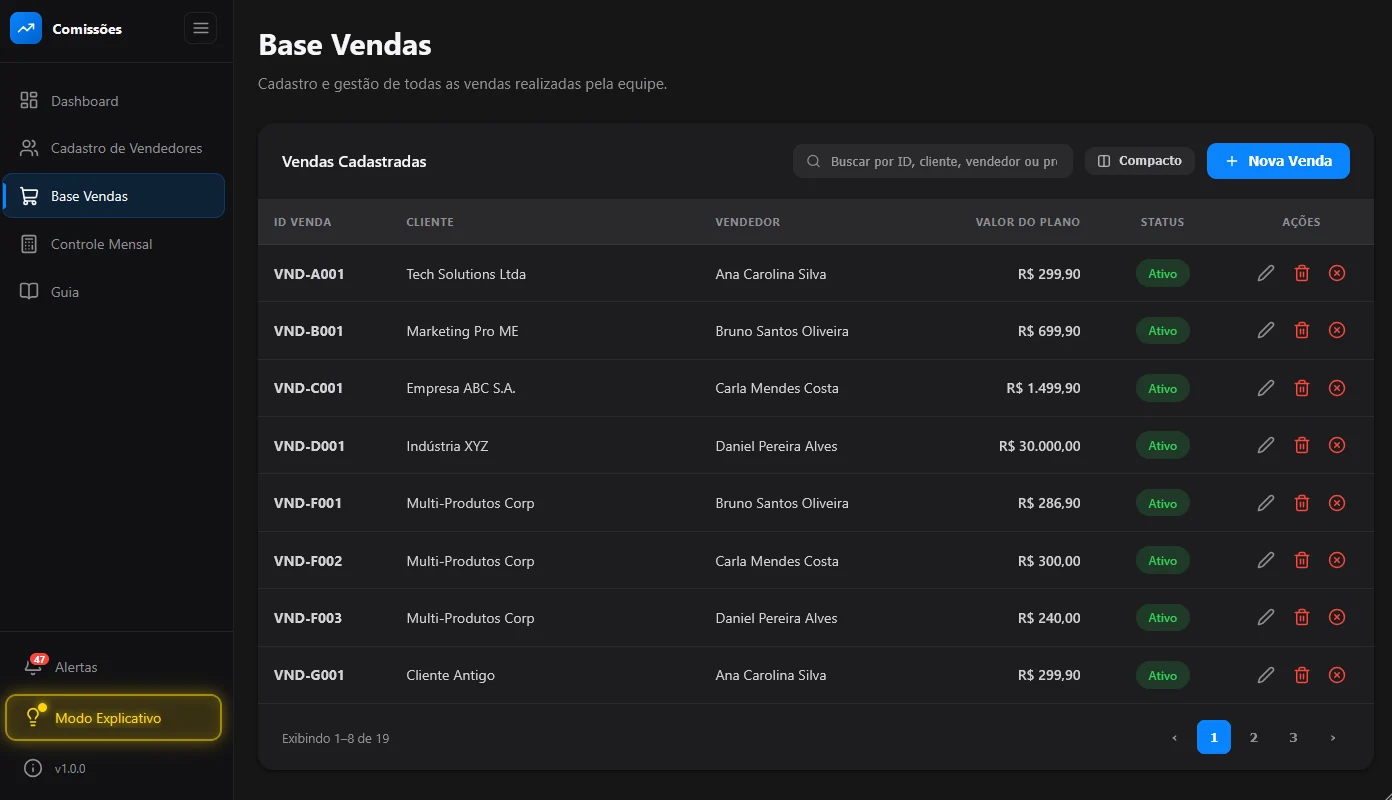 Comissões
Dashboard
Cadastro de Vendedores
Base Vendas
Controle Mensal
Guia
47
Alertas
Modo Explicativo
v1.0.0
Base Vendas
Cadastro e gestão de todas as vendas realizadas pela equipe.
Vendas Cadastradas
Buscar por ID, cliente, vendedor ou pr
Compacto
+ Nova Venda
ID VENDA CLIENTE VENDEDOR VALOR DO PLANO STATUS AÇÕES
VND-A001 Tech Solutions Ltda Ana Carolina Silva R$ 299,90 Ativo
VND-B001 Marketing Pro ME Bruno Santos Oliveira R$ 699,90 Ativo
VND-C001 Empresa ABC S.A. Carla Mendes Costa R$ 1.499,90 Ativo
VND-D001 Indústria XYZ Daniel Pereira Alves R$ 30.000,00 Ativo
VND-F001 Multi-Produtos Corp Bruno Santos Oliveira R$ 286,90 Ativo
VND-F002 Multi-Produtos Corp Carla Mendes Costa R$ 300,00 Ativo
VND-F003 Multi-Produtos Corp Daniel Pereira Alves R$ 240,00 Ativo
VND-G001 Cliente Antigo Ana Carolina Silva R$ 299,90 Ativo
Exibindo 1–8 de 19
‹ 1 2 3 ›